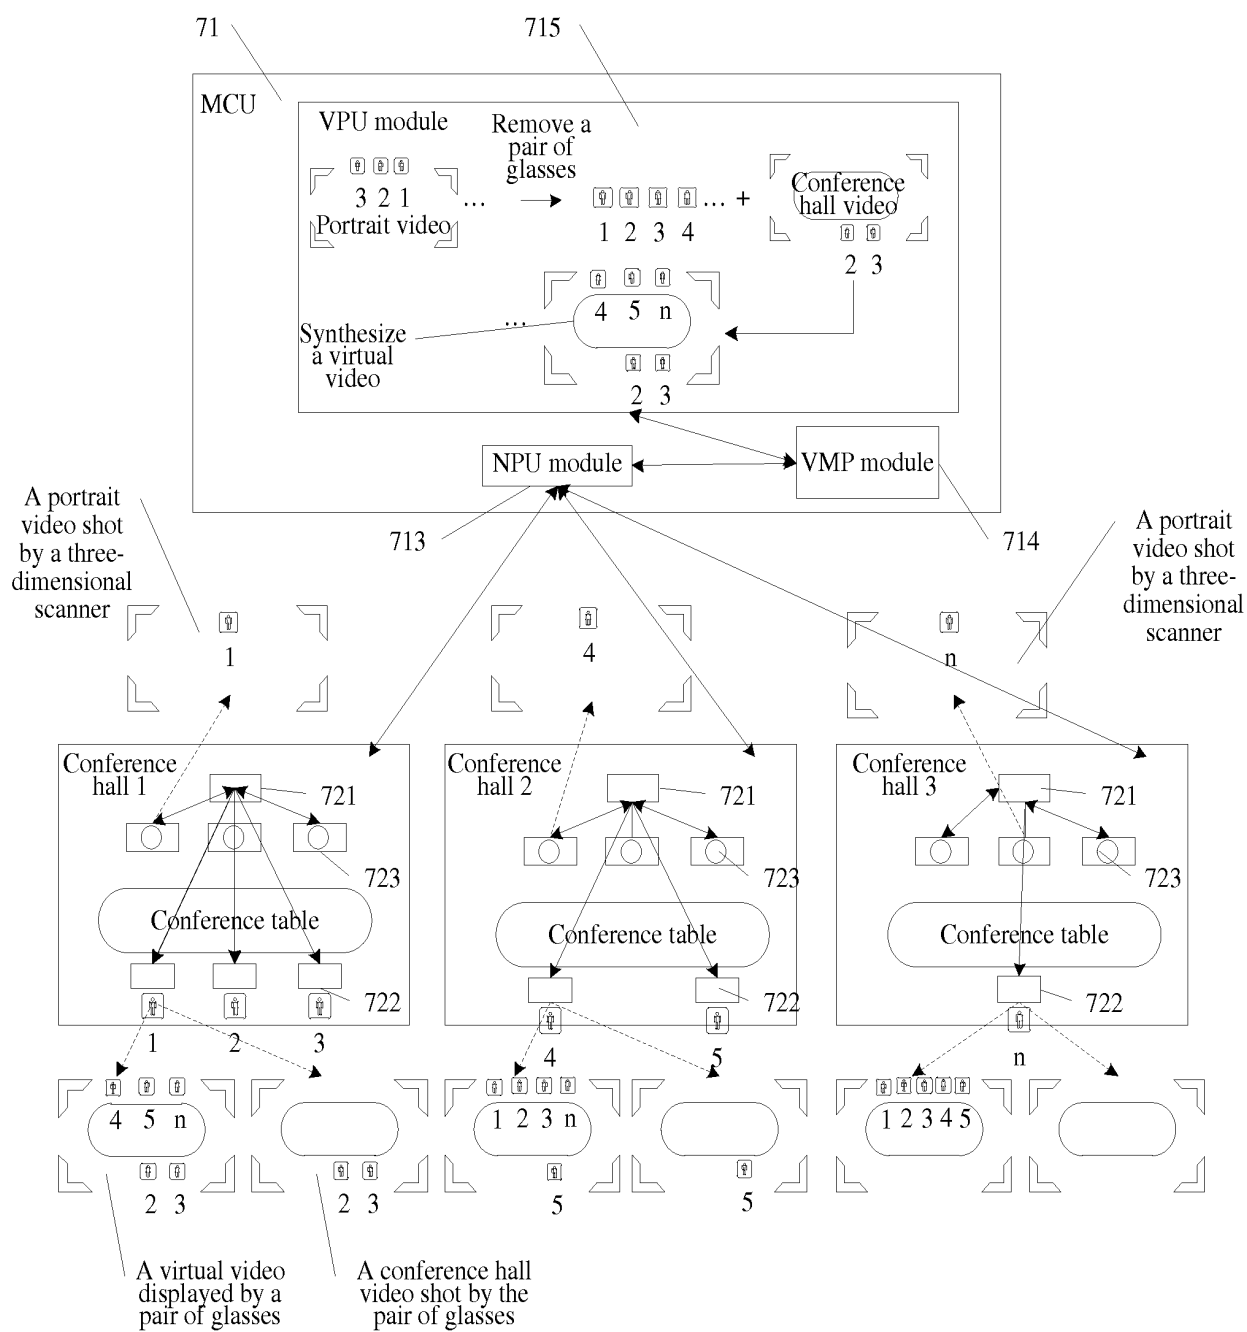 71
715
MCU
VPU module
Remove a
pair of
glasses
3 2 1
...
Portrait video
1 2 3 4
... +
Conference
hall video
2 3
4 5 n
...
Synthesize
a virtual
video
2 3
NPU module
VMP module
713
714
A portrait
video shot
by a three-
dimensional
scanner
A portrait
video shot
by a three-
dimensional
scanner
1
4
n
Conference
hall 1
721
723
Conference table
722
1 2 3
Conference
hall 2
721
723
Conference table
722
4 5
Conference
hall 3
721
723
Conference table
722
n
4 5 n
2 3
2 3
1 2 3 n
5
5
1 2 3 4 5
A virtual video
displayed by a
pair of glasses
A conference hall
video shot by the
pair of glasses